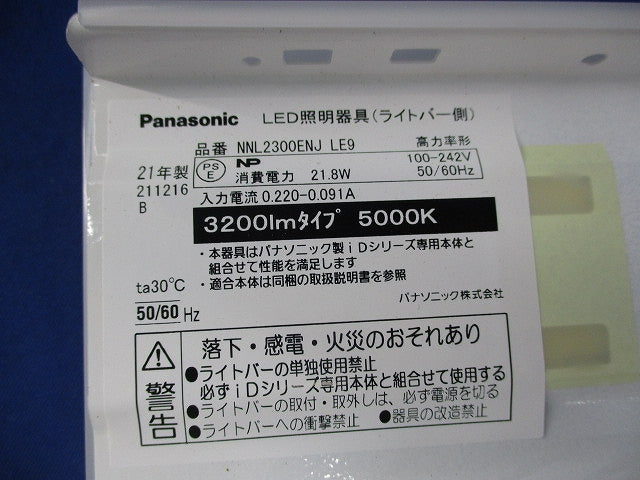 Panasonic LED照明器具(ライトバー側)
品番 NNL2300ENJ LE9 高力率形
21年製 PS E NP 100-242V
211216 消費電力 21.8W 50/60Hz
B 入力電流 0.220-0.091A
3200lmタイプ 5000K
・本器具はパナソニック製iDシリーズ専用本体と
組合せて性能を満足します
・適合本体は同梱の取扱説明書を参照
ta30℃ パナソニック株式会社
50/60 Hz
落下・感電・火災のおそれあり
警告
●ライトバーの単独使用禁止
必ずiDシリーズ専用本体と組合せて使用する
●ライトバーの取付・取外しは、必ず電源を切る
●ライトバーへの衝撃禁止 ●器具の改造禁止